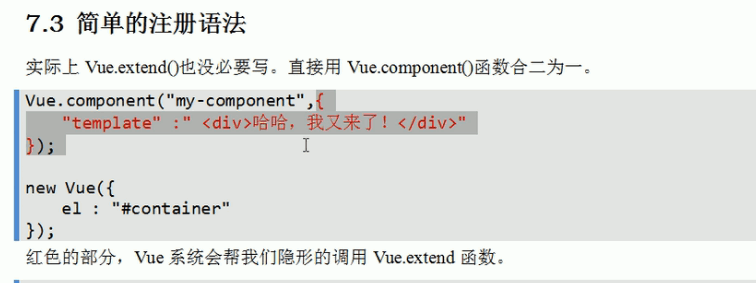 7.3 简单的注册语法
实际上 Vue.extend()也没必要写。直接用 Vue.component()函数合二为一。
Vue.component("my-component",{
"template" :" <div>哈哈，我又来了！</div>"
});
new Vue({
el : "#container"
});
红色的部分，Vue 系统会帮我们隐形的调用 Vue.extend 函数。